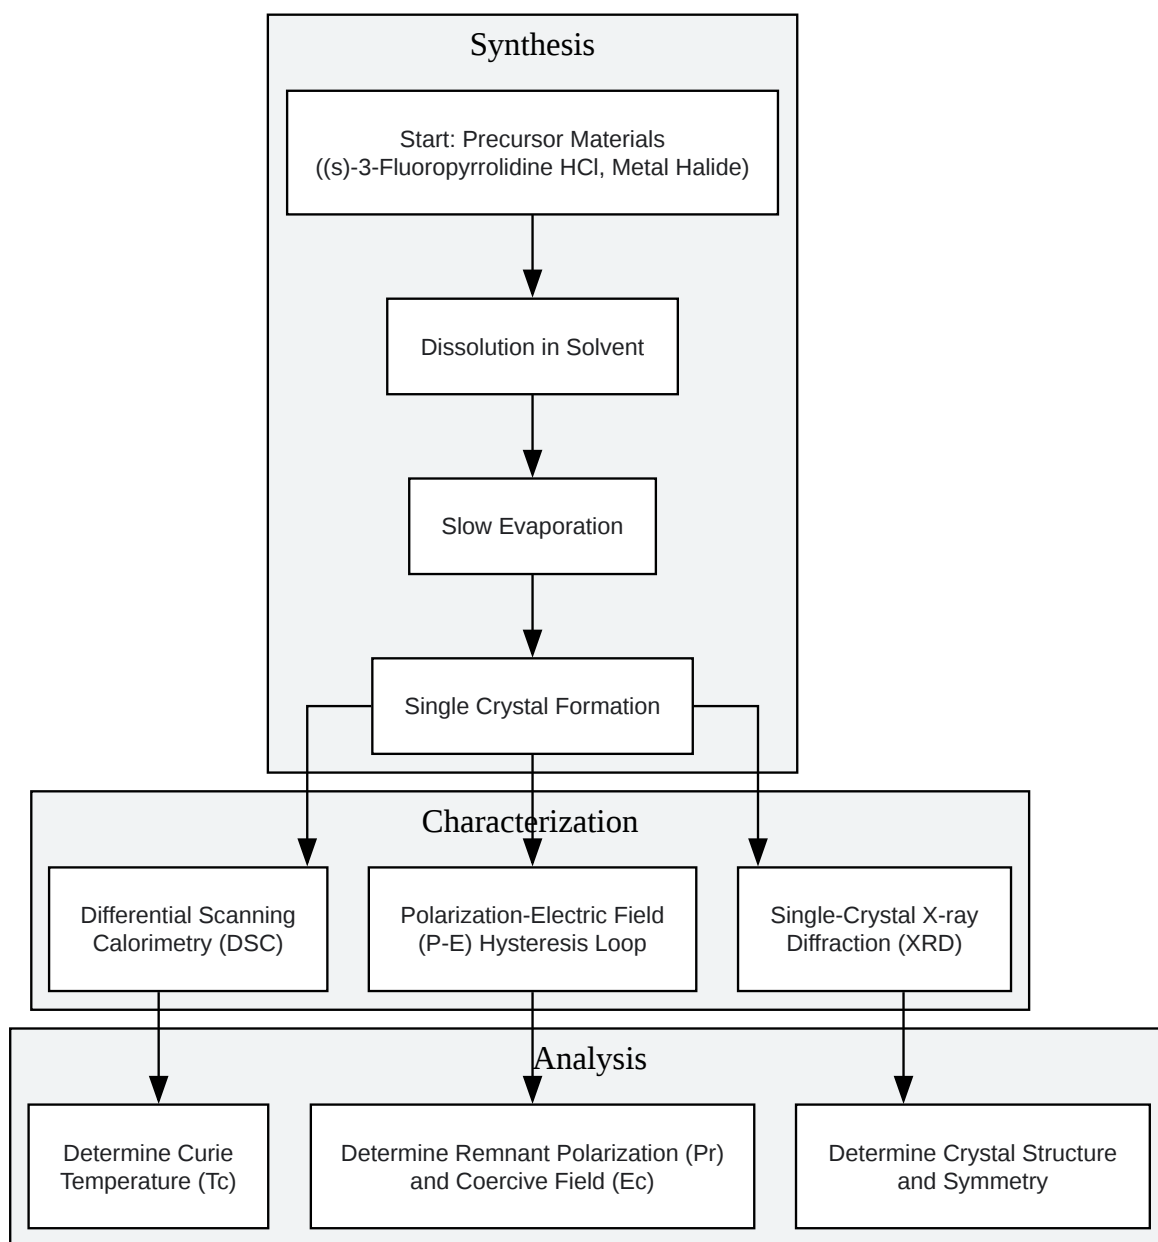 Synthesis
Start: Precursor Materials
((s)-3-Fluoropyrrolidine HCl, Metal Halide)
Dissolution in Solvent
Slow Evaporation
Single Crystal Formation
Characterization
Differential Scanning
Calorimetry (DSC)
Polarization-Electric Field
(P-E) Hysteresis Loop
Single-Crystal X-ray
Diffraction (XRD)
Analysis
Determine Curie
Temperature (Tc)
Determine Remnant Polarization (Pr)
and Coercive Field (Ec)
Determine Crystal Structure
and Symmetry